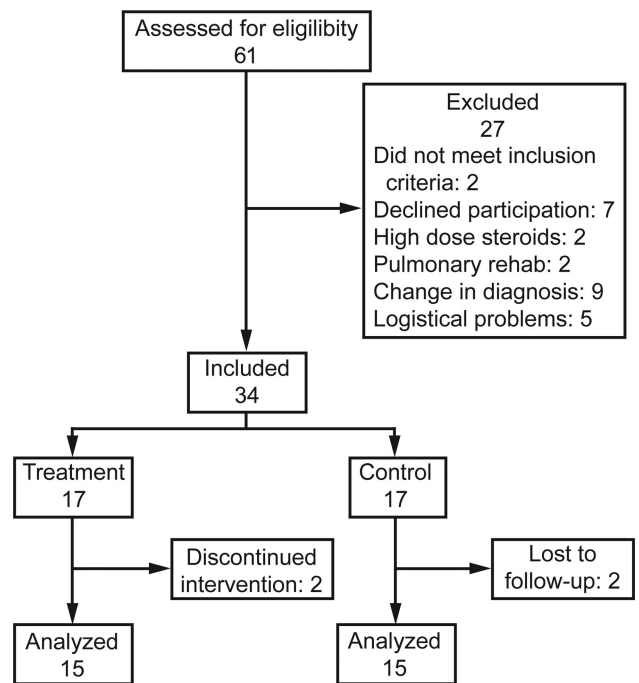 Assessed for eligilibity
61
Excluded
27
Did not meet inclusion
criteria: 2
Declined participation: 7
High dose steroids: 2
Pulmonary rehab: 2
Change in diagnosis: 9
Logistical problems: 5
Included
34
Treatment
17
Control
17
Discontinued
intervention: 2
Lost to
follow-up: 2
Analyzed
15
Analyzed
15